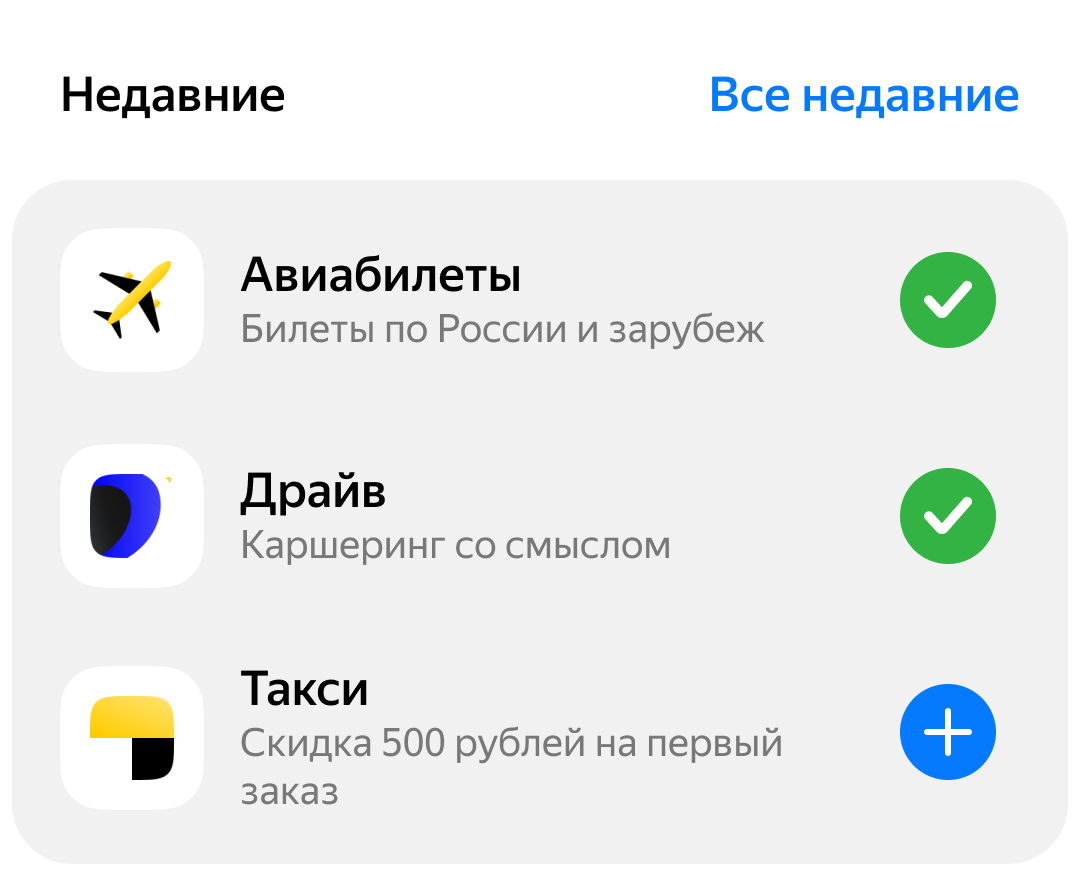 Недавние
Все недавние
Авиабилеты
Билеты по России и зарубеж
Драйв
Каршеринг со смыслом
Такси
Скидка 500 рублей на первый
заказ